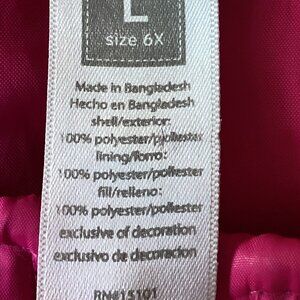 L
size 6X
Made in Bangladesh
Hecho en Bangladesh
shell/exterior:
100% polyester/poliester
lining/forro:
100% polyester/poliester
fill/relleno:
100% polyester/poliester
exclusive of decoration
exclusivo de decoracion
RN#15101